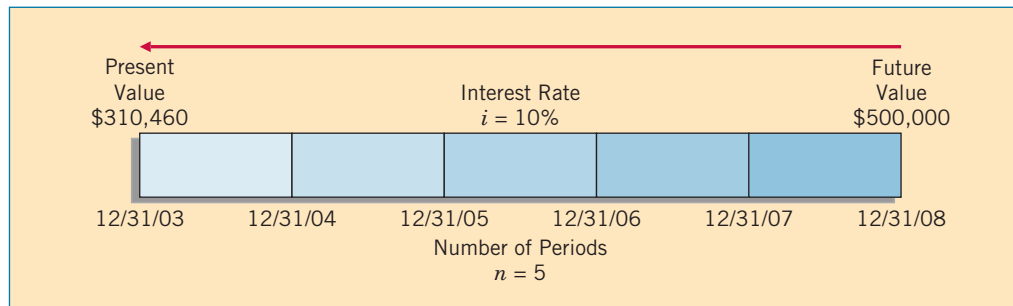 Present
Value
$310,460
Interest Rate
i = 10%
Future
Value
$500,000
12/31/03 12/31/04 12/31/05 12/31/06 12/31/07 12/31/08
Number of Periods
n = 5